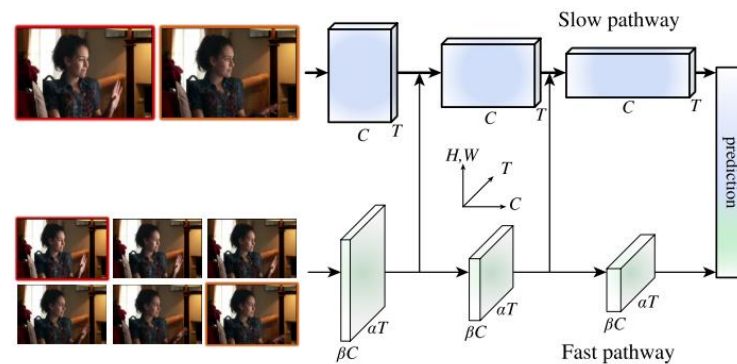 Slow pathway
C
T
C
T
C
T
H,W
T
C
prediction
αT
βC
αT
βC
αT
βC
Fast pathway